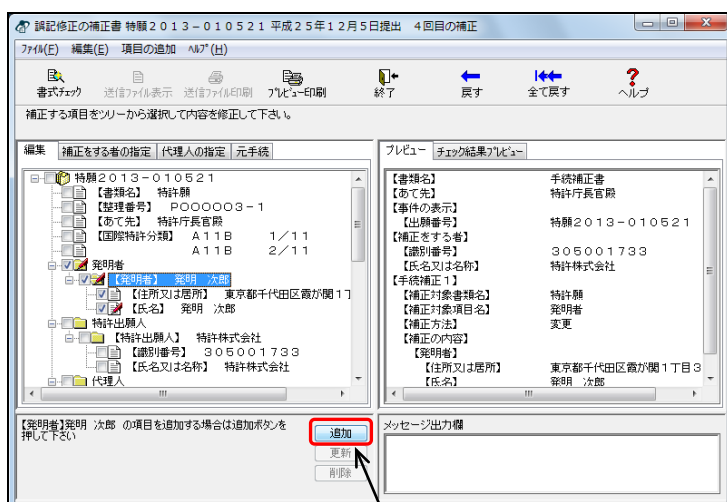 誤記修正の補正書 特願２０１３－０１０５２１ 平成２５年１２月５日提出 ４回目の補正
ﾌｧｲﾙ(F) 編集(E) 項目の追加 ﾍﾙﾌﾟ(H)
書式ﾁｪｯｸ 送信ﾌｧｲﾙ表示 送信ﾌｧｲﾙ印刷 ﾌﾟﾚﾋﾞｭｰ印刷 終了 戻す 全て戻す ヘルプ
補正する項目をツリーから選択して内容を修正して下さい。
編集 補正をする者の指定 代理人の指定 元手続
特願２０１３－０１０５２１
【書類名】 特許願
【整理番号】 Ｐ０００００３－１
【あて先】 特許庁長官殿
【国際特許分類】 Ａ１１Ｂ １／１１
Ａ１１Ｂ ２／１１
発明者
【発明者】 発明 次郎
【住所又は居所】 東京都千代田区霞が関１丁
【氏名】 発明 次郎
特許出願人
【特許出願人】 特許株式会社
【識別番号】 ３０５００１７３３
【氏名又は名称】 特許株式会社
代理人
プレビュー ﾁｪｯｸ結果ﾌﾟﾚﾋﾞｭｰ
【書類名】 手続補正書
【あて先】 特許庁長官殿
【事件の表示】
【出願番号】 特願２０１３－０１０５２１
【補正をする者】
【識別番号】 ３０５００１７３３
【氏名又は名称】 特許株式会社
【手続補正１】
【補正対象書類名】 特許願
【補正対象項目名】 発明者
【補正方法】 変更
【補正の内容】
【発明者】
【住所又は居所】 東京都千代田区霞が関１丁目３
【氏名】 発明 次郎
【発明者】発明 次郎 の項目を追加する場合は追加ボタンを
押して下さい
追加
更新
削除
メッセージ出力欄